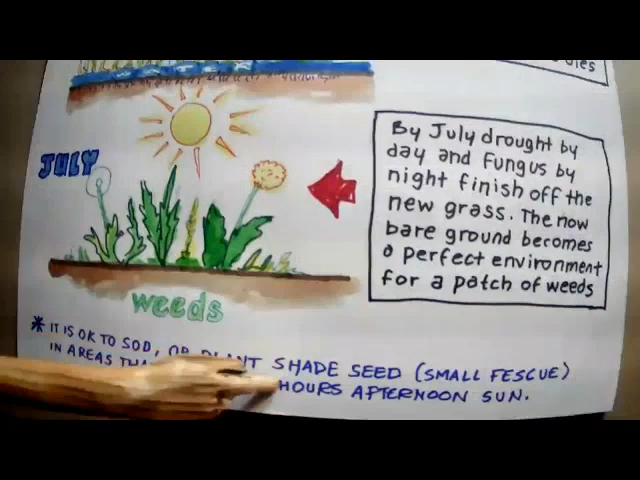 JULY
By July drought by
day and Fungus by
night finish off the
new grass. The now
bare ground becomes
a perfect environment
for a patch of weeds
weeds
* IT IS OK TO SOD, OR PLANT SHADE SEED (SMALL FESCUE)
IN AREAS HOURS AFTERNOON SUN.